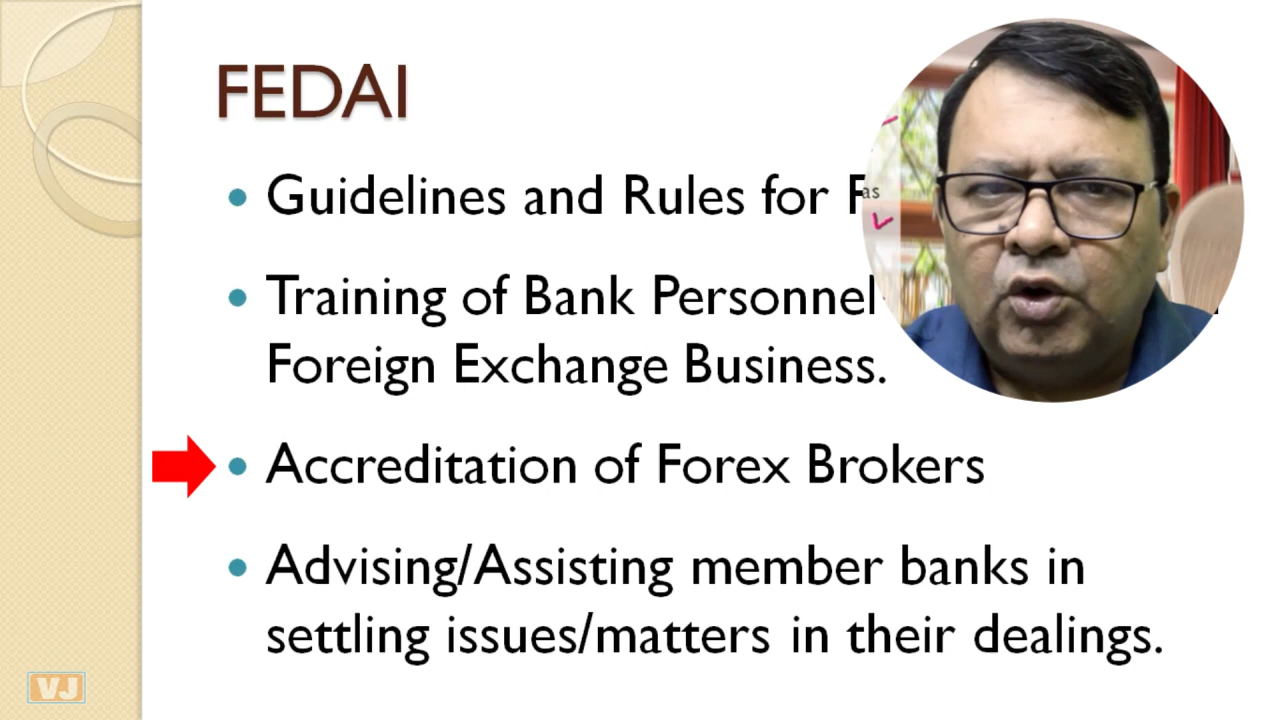 FEDAI
Guidelines and Rules for F
as
Training of Bank Personnel
Foreign Exchange Business.
Accreditation of Forex Brokers
Advising/Assisting member banks in
settling issues/matters in their dealings.
VJ